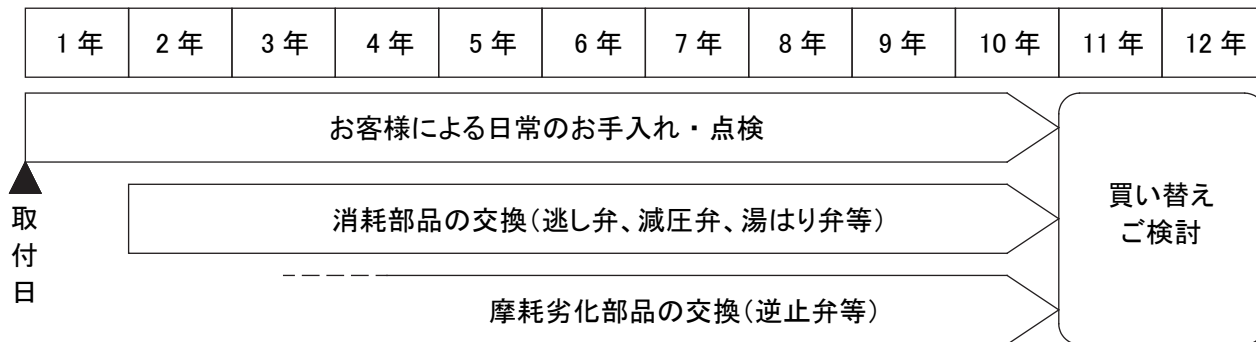 1年 2年 3年 4年 5年 6年 7年 8年 9年 10年 11年 12年
お客様による日常のお手入れ・点検
取付日
消耗部品の交換(逃し弁、減圧弁、湯はり弁等)
摩耗劣化部品の交換(逆止弁等)
買い替え
ご検討